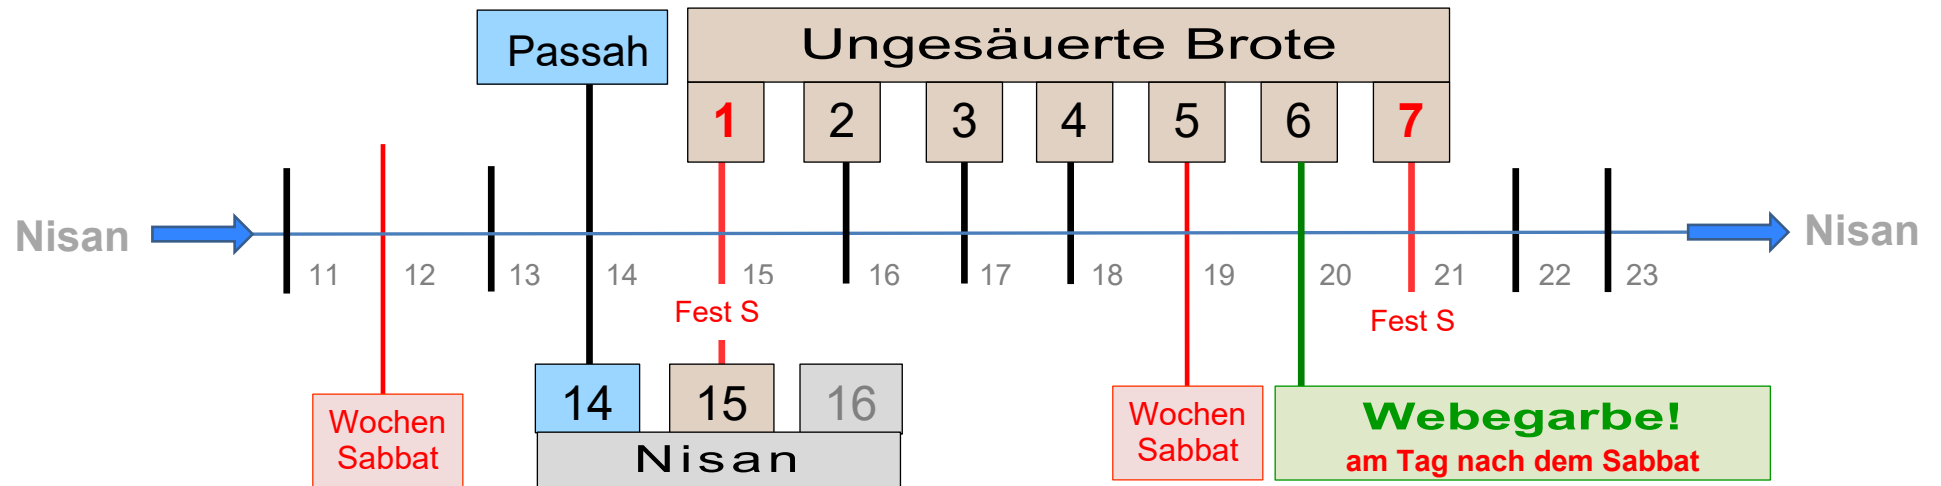 Passah
Ungesäuerte Brote
1 2 3 4 5 6 7
Nisan
Nisan
11 12 13 14 15 16 17 18 19 20 21 22 23
Fest S
Fest S
14 15 16
Nisan
Wochen
Sabbat
Wochen
Sabbat
Webegarbe!
am Tag nach dem Sabbat